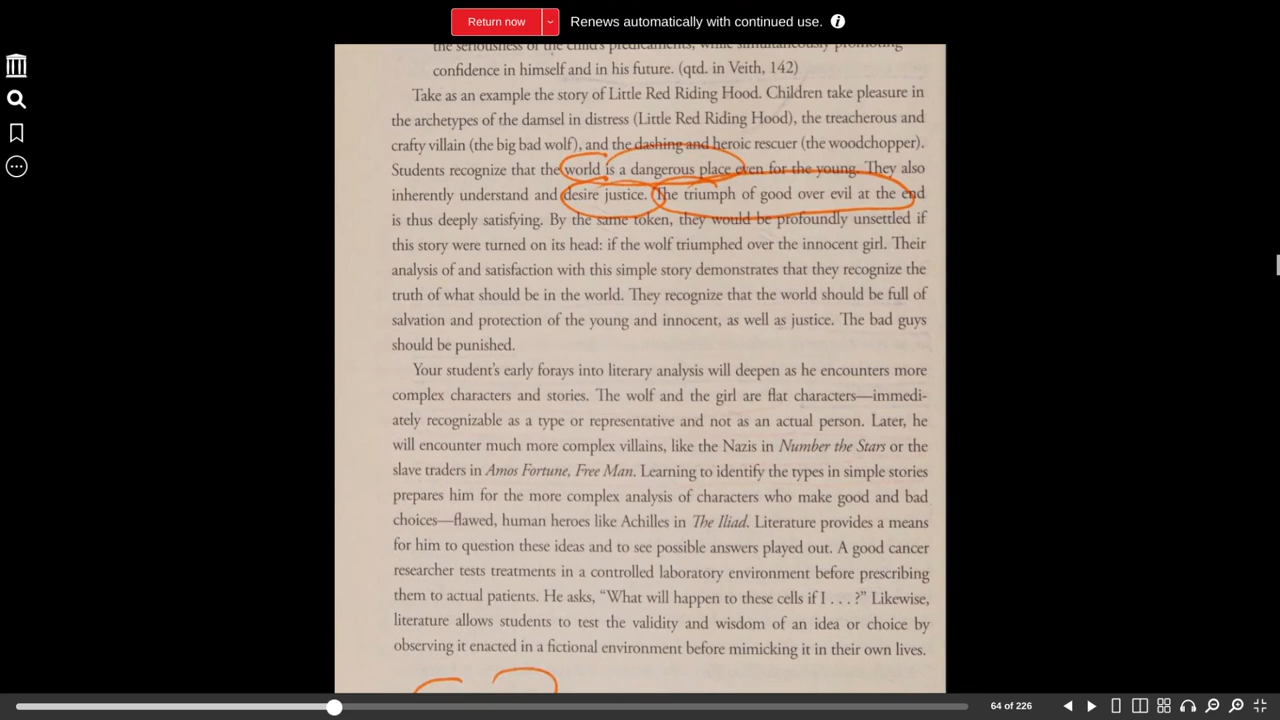 Return now
Renews automatically with continued use.
the seriousness of the child's predicaments, while simultaneously promoting
confidence in himself and in his future. (qtd. in Veith, 142)
Take as an example the story of Little Red Riding Hood. Children take pleasure in
the archetypes of the damsel in distress (Little Red Riding Hood), the treacherous and
crafty villain (the big bad wolf), and the dashing and heroic rescuer (the woodchopper).
Students recognize that the world is a dangerous place even for the young. They also
inherently understand and desire justice. The triumph of good over evil at the end
is thus deeply satisfying. By the same token, they would be profoundly unsettled if
this story were turned on its head: if the wolf triumphed over the innocent girl. Their
analysis of and satisfaction with this simple story demonstrates that they recognize the
truth of what should be in the world. They recognize that the world should be full of
salvation and protection of the young and innocent, as well as justice. The bad guys
should be punished.
Your student's early forays into literary analysis will deepen as he encounters more
complex characters and stories. The wolf and the girl are flat characters—immedi-
ately recognizable as a type or representative and not as an actual person. Later, he
will encounter much more complex villains, like the Nazis in Number the Stars or the
slave traders in Amos Fortune, Free Man. Learning to identify the types in simple stories
prepares him for the more complex analysis of characters who make good and bad
choices—flawed, human heroes like Achilles in The Iliad. Literature provides a means
for him to question these ideas and to see possible answers played out. A good cancer
researcher tests treatments in a controlled laboratory environment before prescribing
them to actual patients. He asks, “What will happen to these cells if I . . . ?” Likewise,
literature allows students to test the validity and wisdom of an idea or choice by
observing it enacted in a fictional environment before mimicking it in their own lives.
64 of 226